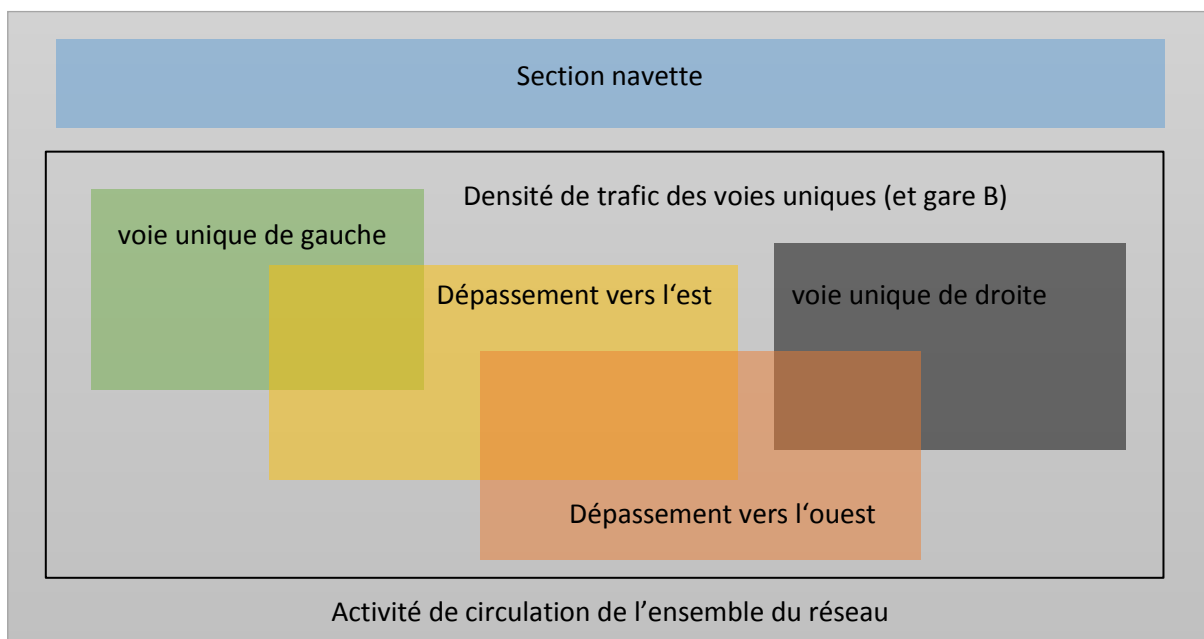 Section navette
Densité de trafic des voies uniques (et gare B)
voie unique de gauche
Dépassement vers l‘est
voie unique de droite
Dépassement vers l‘ouest
Activité de circulation de l’ensemble du réseau